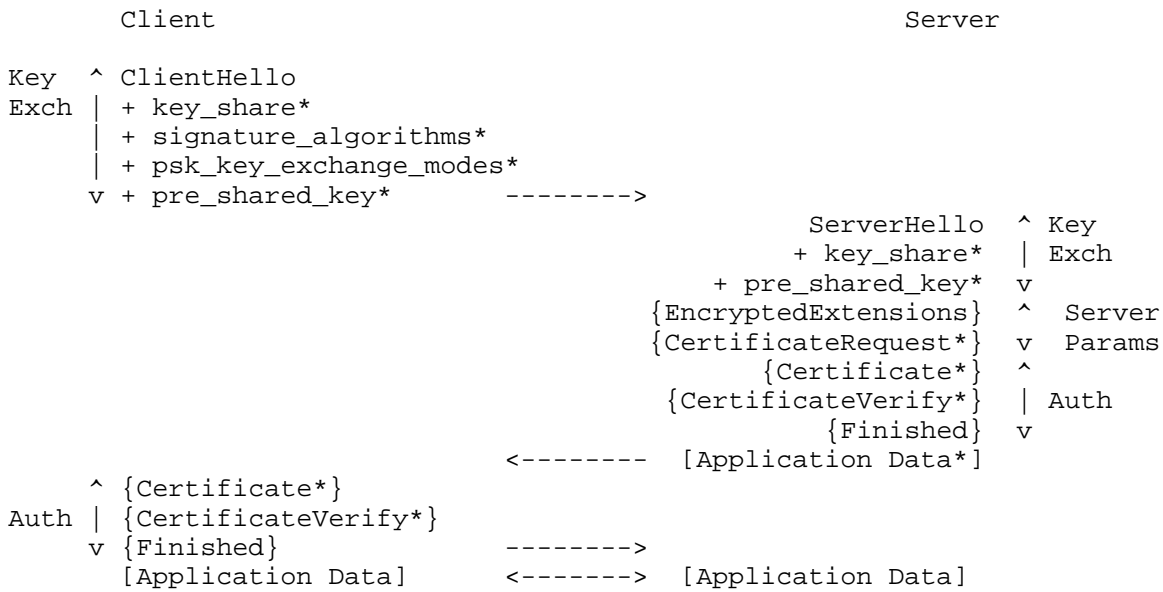 Client                                           Server

Key  ^ ClientHello
Exch | + key_share*
     | + signature_algorithms*
     | + psk_key_exchange_modes*
     v + pre_shared_key*       -------->
                                                  ServerHello  ^ Key
                                                 + key_share*  | Exch
                                            + pre_shared_key*  v
                                        {EncryptedExtensions}  ^  Server
                                        {CertificateRequest*}  v  Params
                                               {Certificate*}  ^
                                         {CertificateVerify*}  | Auth
                                                   {Finished}  v
                               <--------  [Application Data*]
     ^ {Certificate*}
Auth | {CertificateVerify*}
     v {Finished}              -------->
       [Application Data]      <------->  [Application Data]